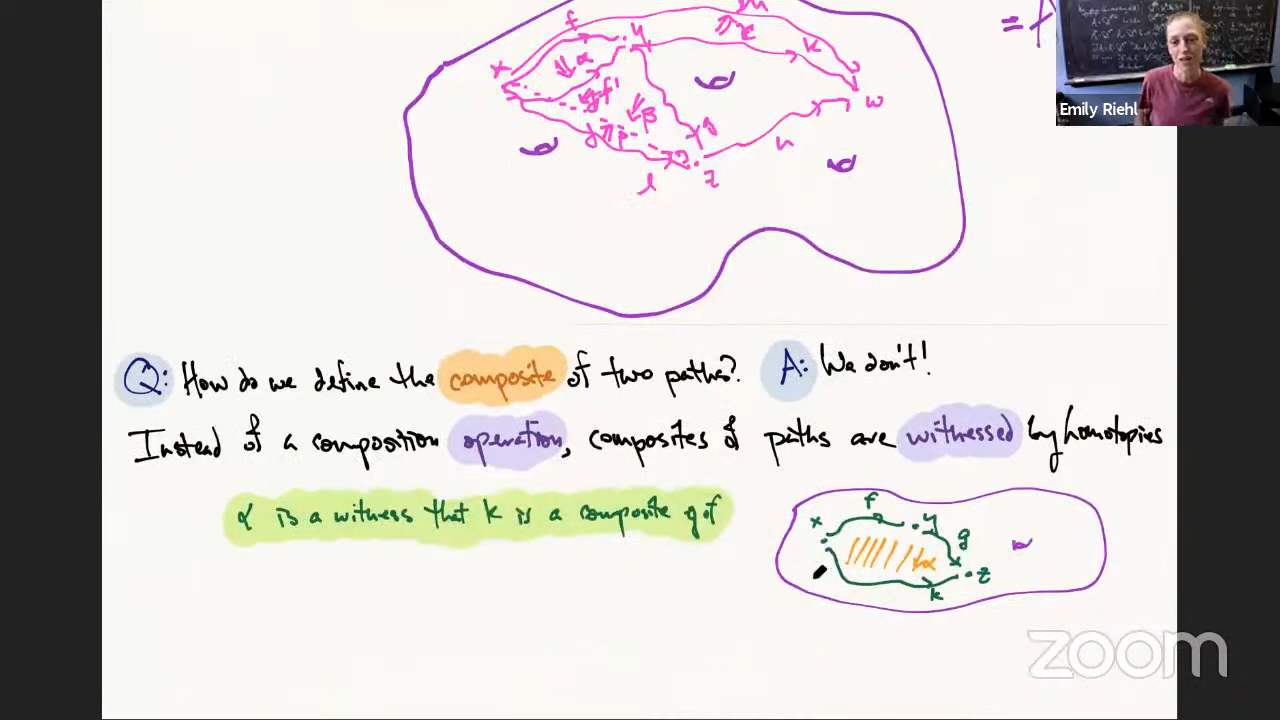 = A
m
f
y
x
α
k
f'
w
β
g
h
l
z
Emily Riehl
Q: How do we define the composite of two paths? A: We don't!
Instead of a composition operation, composites of paths are witnessed by homotopies
α is a witness that k is a composite g∘f
x
f
y
g
α
z
k
zoom